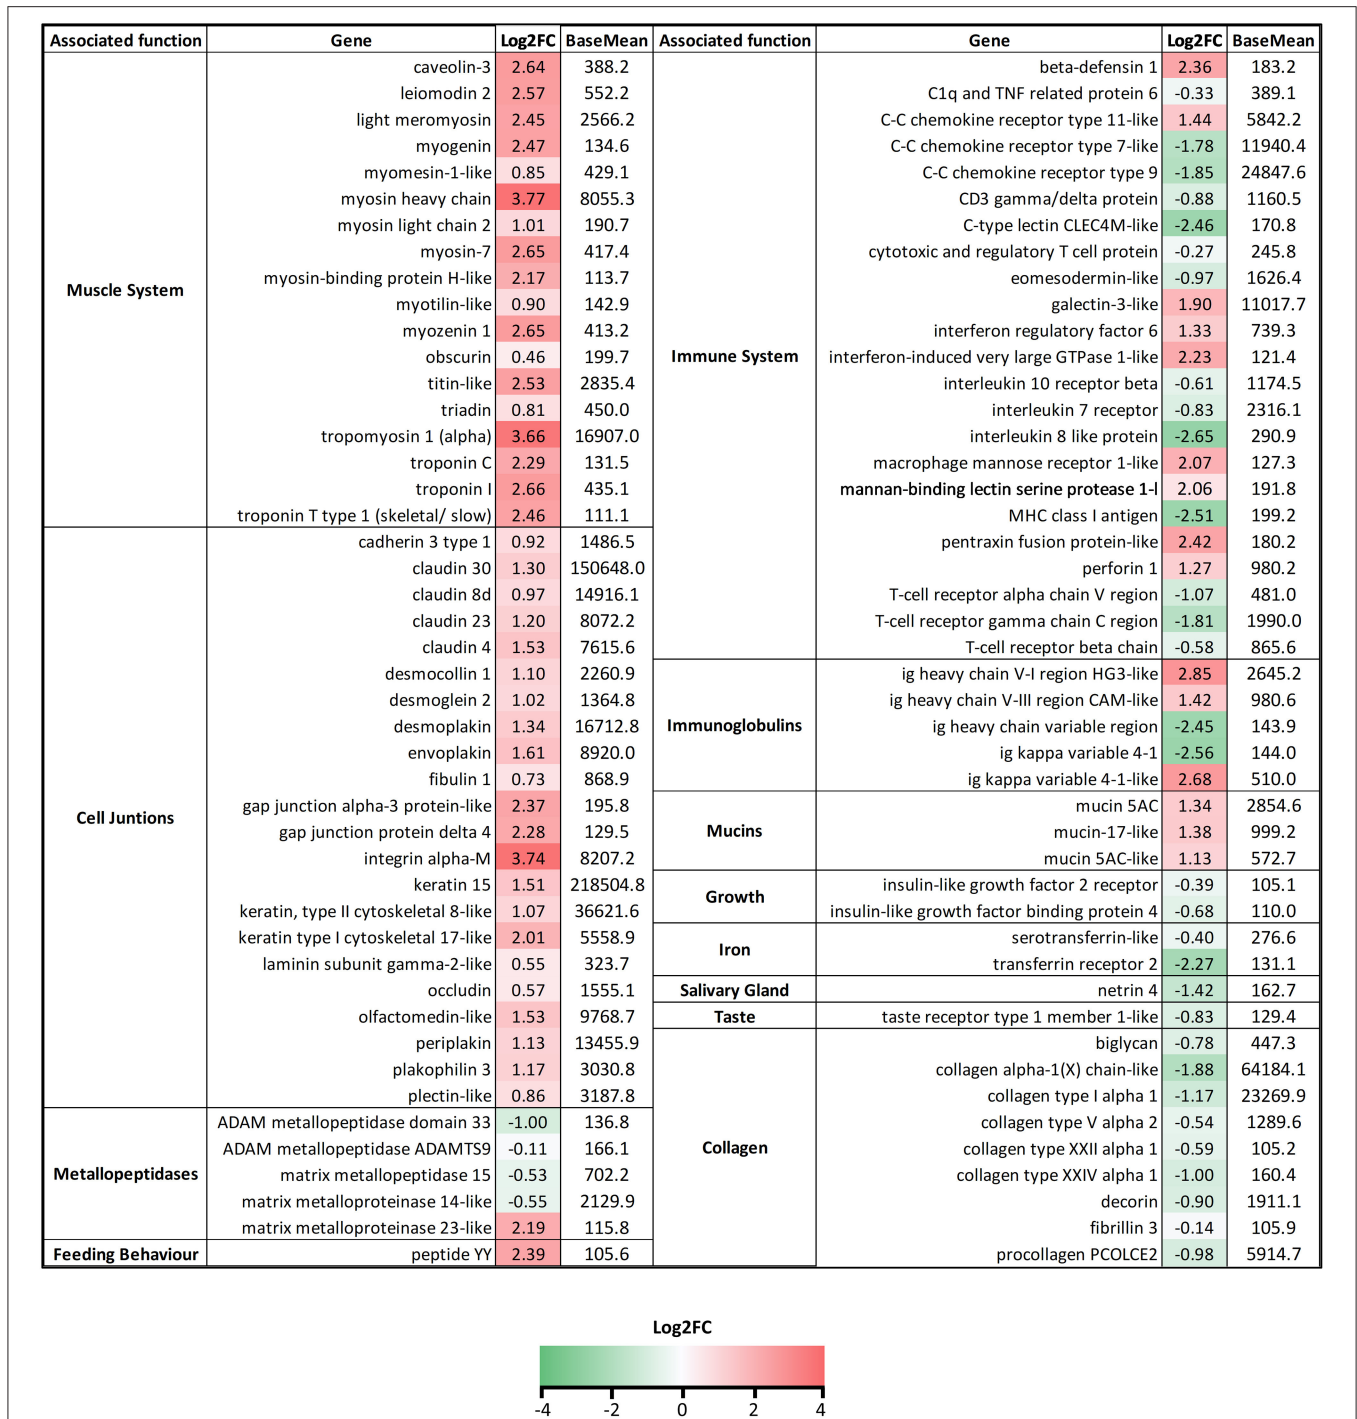 Associated function Gene Log2FC BaseMean Associated function Gene Log2FC BaseMean
Muscle System
caveolin-3 2.64 388.2
leiomodin 2 2.57 552.2
light meromyosin 2.45 2566.2
myogenin 2.47 134.6
myomesin-1-like 0.85 429.1
myosin heavy chain 3.77 8055.3
myosin light chain 2 1.01 190.7
myosin-7 2.65 417.4
myosin-binding protein H-like 2.17 113.7
myotilin-like 0.90 142.9
myozenin 1 2.65 413.2
obscurin 0.46 199.7
titin-like 2.53 2835.4
triadin 0.81 450.0
tropomyosin 1 (alpha) 3.66 16907.0
troponin C 2.29 131.5
troponin I 2.66 435.1
troponin T type 1 (skeletal/ slow) 2.46 111.1
Cell Juntions
cadherin 3 type 1 0.92 1486.5
claudin 30 1.30 150648.0
claudin 8d 0.97 14916.1
claudin 23 1.20 8072.2
claudin 4 1.53 7615.6
desmocollin 1 1.10 2260.9
desmoglein 2 1.02 1364.8
desmoplakin 1.34 16712.8
envoplakin 1.61 8920.0
fibulin 1 0.73 868.9
gap junction alpha-3 protein-like 2.37 195.8
gap junction protein delta 4 2.28 129.5
integrin alpha-M 3.74 8207.2
keratin 15 1.51 218504.8
keratin, type II cytoskeletal 8-like 1.07 36621.6
keratin type I cytoskeletal 17-like 2.01 5558.9
laminin subunit gamma-2-like 0.55 323.7
occludin 0.57 1555.1
olfactomedin-like 1.53 9768.7
periplakin 1.13 13455.9
plakophilin 3 1.17 3030.8
plectin-like 0.86 3187.8
Metallopeptidases
ADAM metallopeptidase domain 33 -1.00 136.8
ADAM metallopeptidase ADAMTS9 -0.11 166.1
matrix metallopeptidase 15 -0.53 702.2
matrix metalloproteinase 14-like -0.55 2129.9
matrix metalloproteinase 23-like 2.19 115.8
Feeding Behaviour
peptide YY 2.39 105.6
Immune System
beta-defensin 1 2.36 183.2
C1q and TNF related protein 6 -0.33 389.1
C-C chemokine receptor type 11-like 1.44 5842.2
C-C chemokine receptor type 7-like -1.78 11940.4
C-C chemokine receptor type 9 -1.85 24847.6
CD3 gamma/delta protein -0.88 1160.5
C-type lectin CLEC4M-like -2.46 170.8
cytotoxic and regulatory T cell protein -0.27 245.8
eomesodermin-like -0.97 1626.4
galectin-3-like 1.90 11017.7
interferon regulatory factor 6 1.33 739.3
interferon-induced very large GTPase 1-like 2.23 121.4
interleukin 10 receptor beta -0.61 1174.5
interleukin 7 receptor -0.83 2316.1
interleukin 8 like protein -2.65 290.9
macrophage mannose receptor 1-like 2.07 127.3
mannan-binding lectin serine protease 1-l 2.06 191.8
MHC class I antigen -2.51 199.2
pentraxin fusion protein-like 2.42 180.2
perforin 1 1.27 980.2
T-cell receptor alpha chain V region -1.07 481.0
T-cell receptor gamma chain C region -1.81 1990.0
T-cell receptor beta chain -0.58 865.6
Immunoglobulins
ig heavy chain V-I region HG3-like 2.85 2645.2
ig heavy chain V-III region CAM-like 1.42 980.6
ig heavy chain variable region -2.45 143.9
ig kappa variable 4-1 -2.56 144.0
ig kappa variable 4-1-like 2.68 510.0
Mucins
mucin 5AC 1.34 2854.6
mucin-17-like 1.38 999.2
mucin 5AC-like 1.13 572.7
Growth
insulin-like growth factor 2 receptor -0.39 105.1
insulin-like growth factor binding protein 4 -0.68 110.0
Iron
serotransferrin-like -0.40 276.6
transferrin receptor 2 -2.27 131.1
Salivary Gland
netrin 4 -1.42 162.7
Taste
taste receptor type 1 member 1-like -0.83 129.4
Collagen
biglycan -0.78 447.3
collagen alpha-1(X) chain-like -1.88 64184.1
collagen type I alpha 1 -1.17 23269.9
collagen type V alpha 2 -0.54 1289.6
collagen type XXII alpha 1 -0.59 105.2
collagen type XXIV alpha 1 -1.00 160.4
decorin -0.90 1911.1
fibrillin 3 -0.14 105.9
procollagen PCOLCE2 -0.98 5914.7
Log2FC
-4 -2 0 2 4